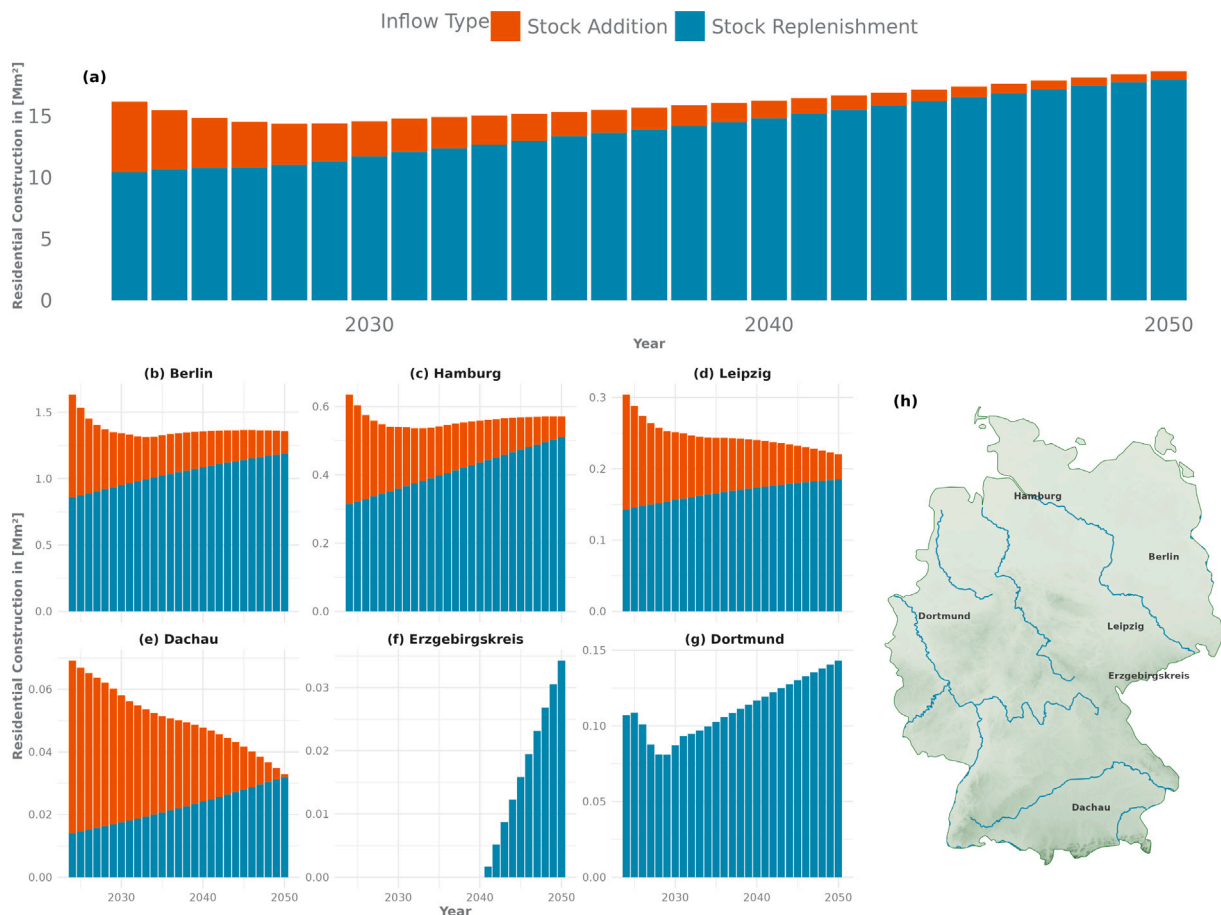 Inflow Type Stock Addition Stock Replenishment
Residential Construction in [Mm²]
(a)
15
10
5
0
2030 2040 2050
Year
Residential Construction in [Mm²]
(b) Berlin
1.5
1.0
0.5
0.0
(c) Hamburg
0.6
0.4
0.2
0.0
(d) Leipzig
0.3
0.2
0.1
0.0
(e) Dachau
0.06
0.04
0.02
0.00
2030 2040 2050
(f) Erzgebirgskreis
0.03
0.02
0.01
0.00
2030 2040 2050
(g) Dortmund
0.15
0.10
0.05
0.00
2030 2040 2050
Year
(h)
Hamburg
Berlin
Dortmund
Leipzig
Erzgebirgskreis
Dachau